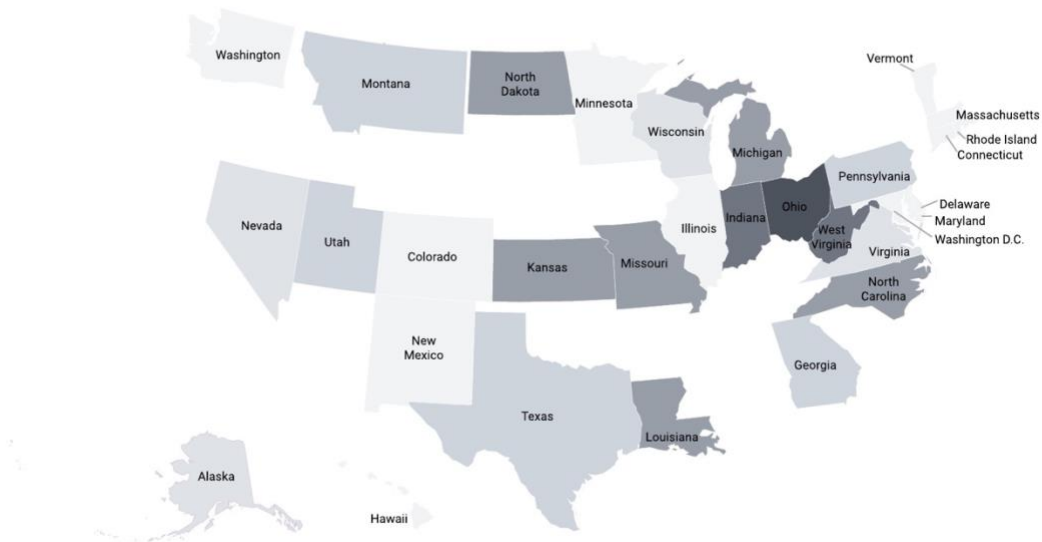 Washington
Montana
North
Dakota
Minnesota
Vermont
Massachusetts
Rhode Island
Connecticut
Wisconsin
Michigan
Pennsylvania
Delaware
Maryland
Washington D.C.
Nevada
Utah
Colorado
Kansas
Missouri
Illinois
Indiana
Ohio
West
Virginia
Virginia
North
Carolina
New
Mexico
Texas
Louisiana
Georgia
Alaska
Hawaii